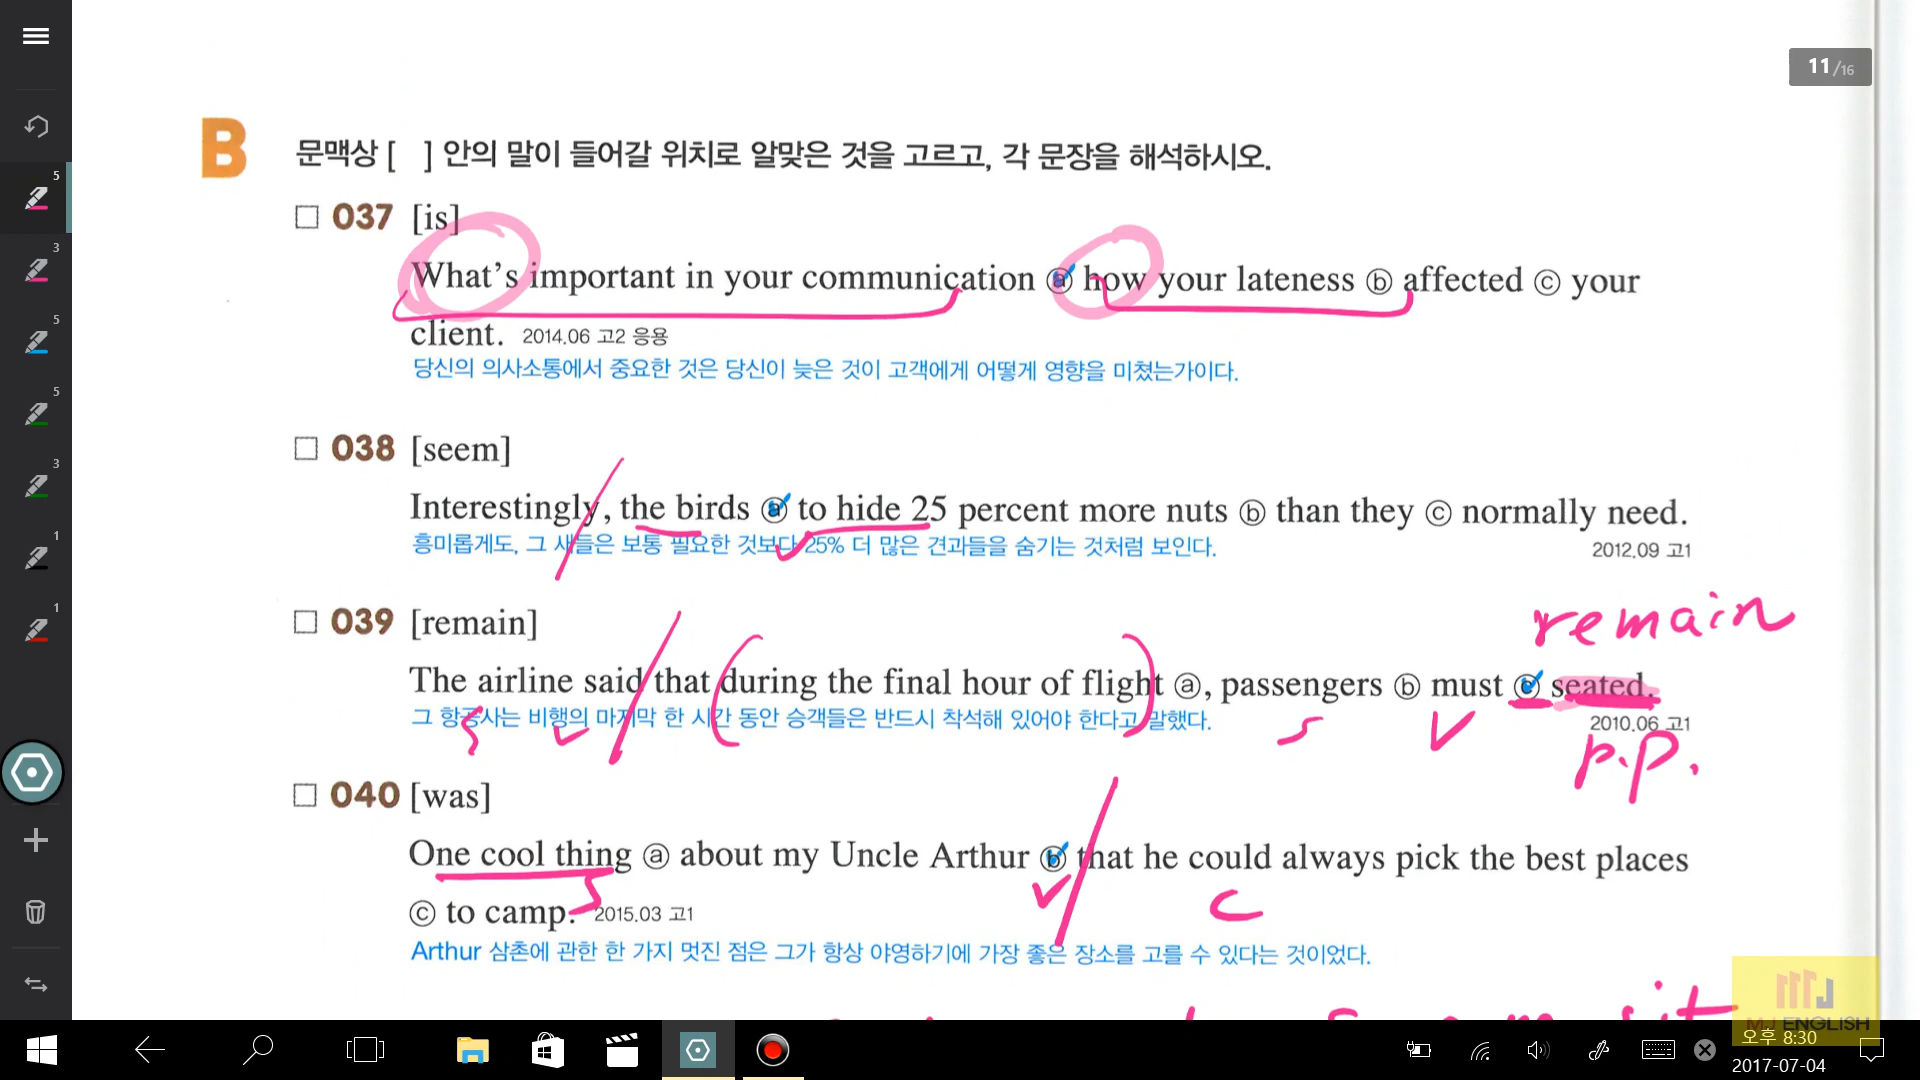 11/16
B 문맥상 [ ] 안의 말이 들어갈 위치로 알맞은 것을 고르고, 각 문장을 해석하시오.
□ 037 [is]
What's important in your communication ⓐ how your lateness ⓑ affected ⓒ your
client. 2014.06 고2 응용
당신의 의사소통에서 중요한 것은 당신이 늦은 것이 고객에게 어떻게 영향을 미쳤는가이다.
□ 038 [seem]
Interestingly, the birds ⓐ to hide 25 percent more nuts ⓑ than they ⓒ normally need.
흥미롭게도, 그 새들은 보통 필요한 것보다 25% 더 많은 견과들을 숨기는 것처럼 보인다.
2012.09 고1
□ 039 [remain]
remain
The airline said that during the final hour of flight ⓐ, passengers ⓑ must ⓒ seated.
그 항공사는 비행의 마지막 한 시간 동안 승객들은 반드시 착석해 있어야 한다고 말했다.
2010.06 고1
S V S V p.p.
□ 040 [was]
One cool thing ⓐ about my Uncle Arthur ⓑ that he could always pick the best places
S V C
ⓒ to camp. 2015.03 고1
Arthur 삼촌에 관한 한 가지 멋진 점은 그가 항상 야영하기에 가장 좋은 장소를 고를 수 있다는 것이었다.
sit
MJ ENGLISH
오후 8:30
2017-07-04
5
3
5
5
3
1
1